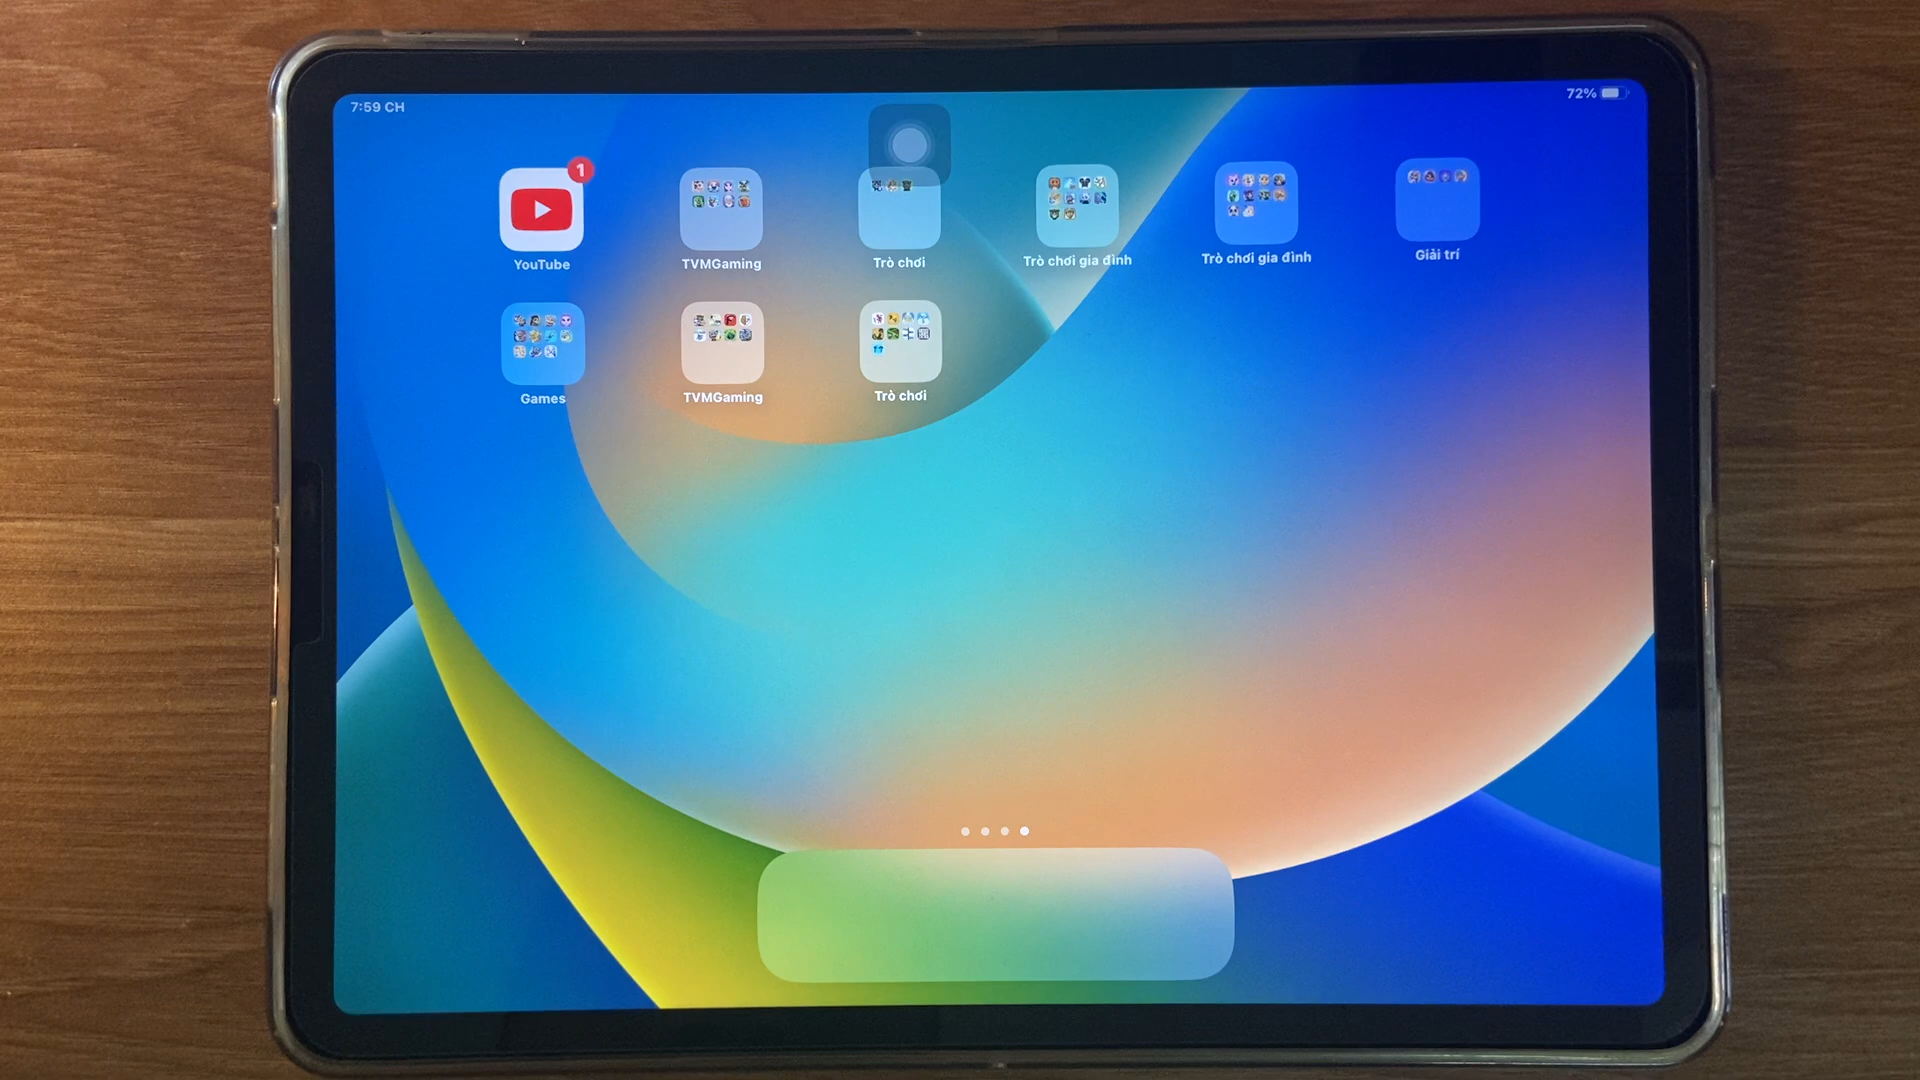 7:59 CH
72%
1
YouTube
TVMGaming
Trò chơi
Trò chơi gia đình
Trò chơi gia đình
Giải trí
Games
TVMGaming
Trò chơi